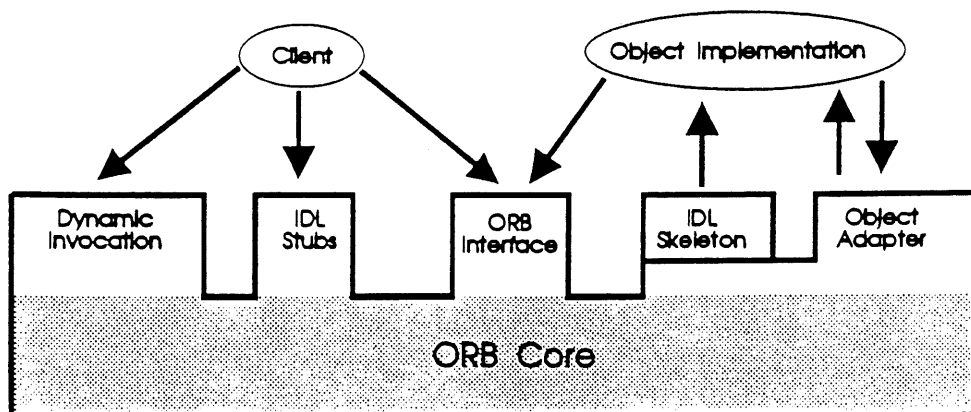 Client
Object Implementation
Dynamic
Invocation
IDL
Stubs
ORB
Interface
IDL
Skeleton
Object
Adapter
ORB Core